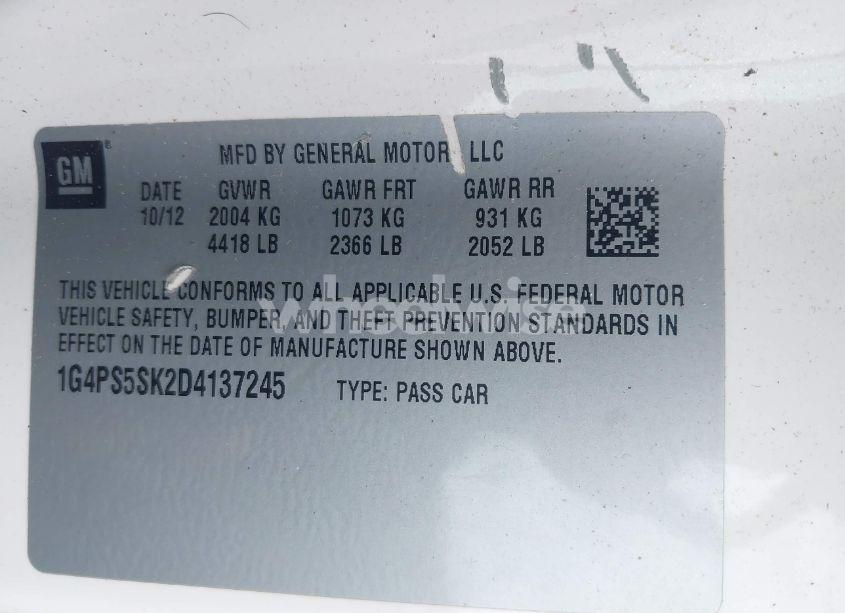 GM
MFD BY GENERAL MOTOR LLC
DATE GVWR GAWR FRT GAWR RR
10/12 2004 KG 1073 KG 931 KG
4418 LB 2366 LB 2052 LB
THIS VEHICLE CONFORMS TO ALL APPLICABLE U.S. FEDERAL MOTOR
VEHICLE SAFETY, BUMPER, AND THEFT PREVENTION STANDARDS IN
EFFECT ON THE DATE OF MANUFACTURE SHOWN ABOVE.
1G4PS5SK2D4137245 TYPE: PASS CAR